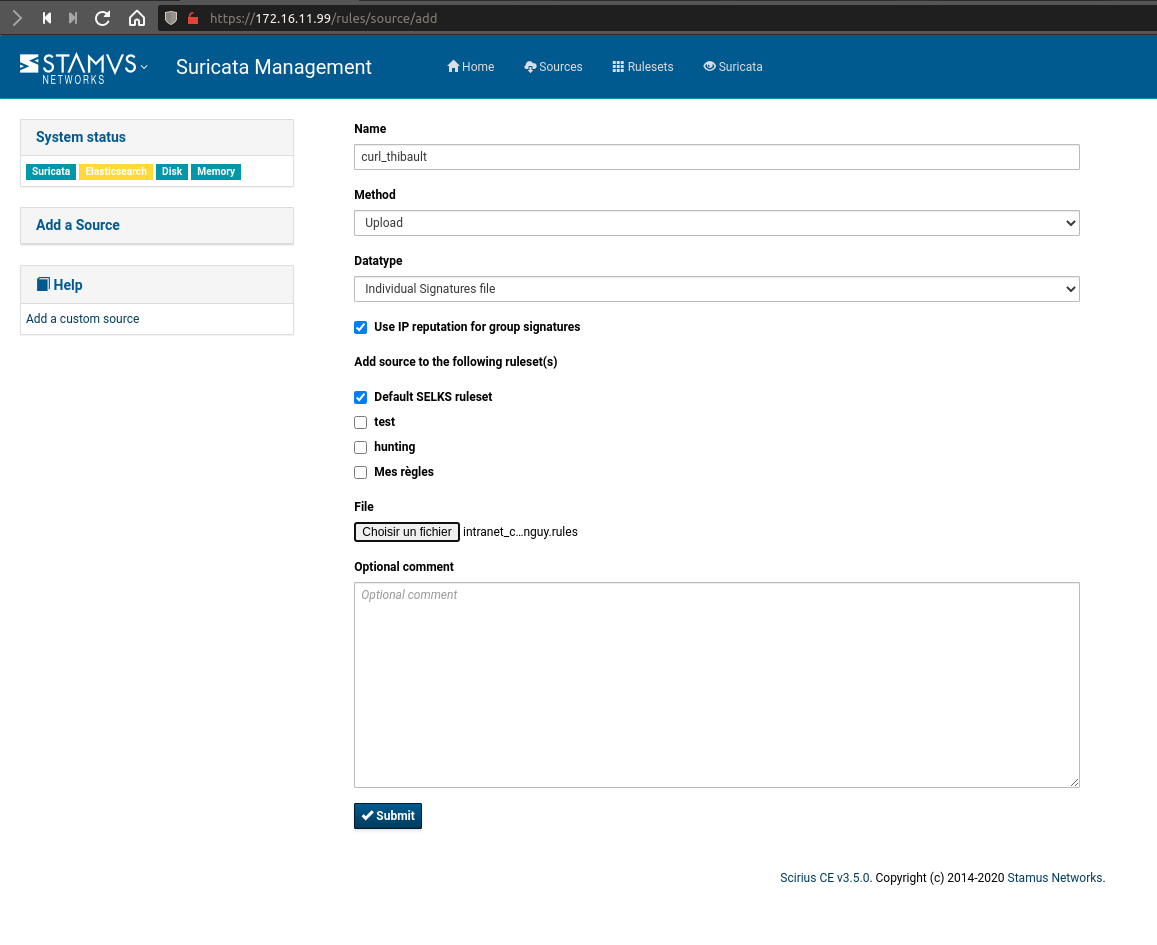 https://172.16.11.99/rules/source/add
STAMUS NETWORKS
Suricata Management
Home
Sources
Rulesets
Suricata
System status
Suricata Elasticsearch Disk Memory
Add a Source
Help
Add a custom source
Name
curl_thibault
Method
Upload
Datatype
Individual Signatures file
Use IP reputation for group signatures
Add source to the following ruleset(s)
Default SELKS ruleset
test
hunting
Mes règles
File
Choisir un fichier intranet_c...nguy.rules
Optional comment
Optional comment
Submit
Scirius CE v3.5.0. Copyright (c) 2014-2020 Stamus Networks.